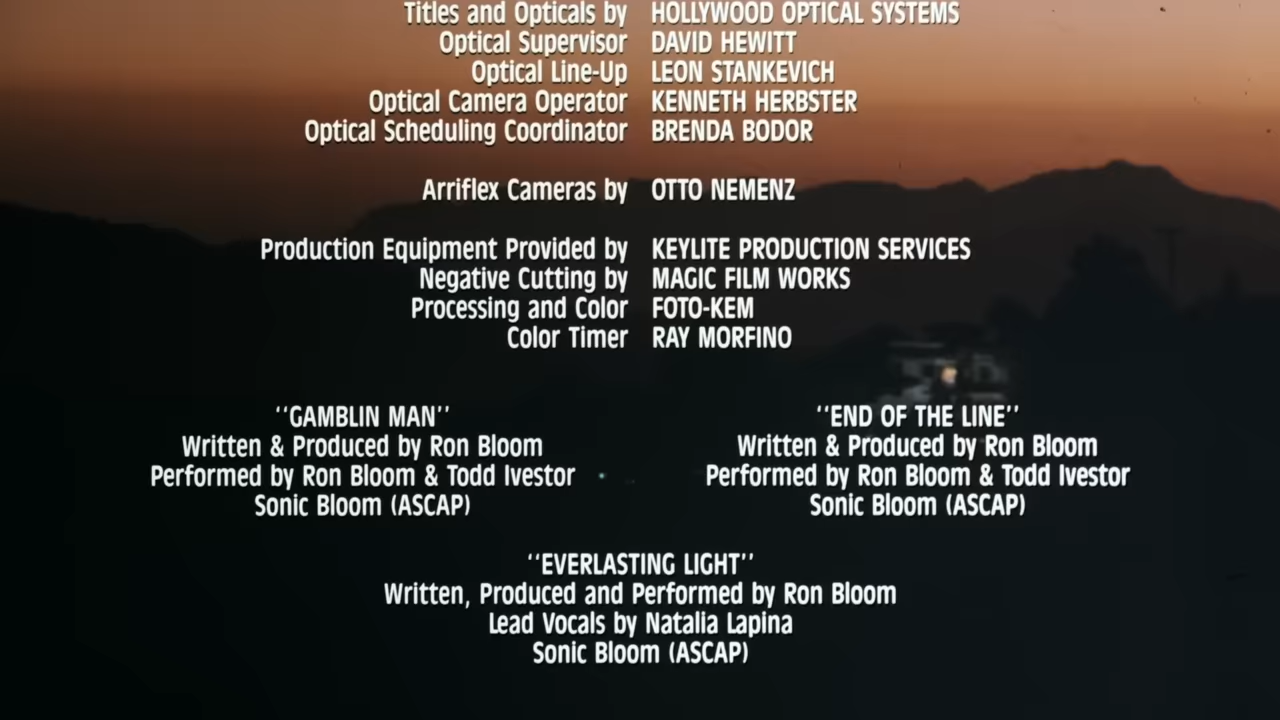 Titles and Opticals by HOLLYWOOD OPTICAL SYSTEMS
Optical Supervisor DAVID HEWITT
Optical Line-Up LEON STANKEVICH
Optical Camera Operator KENNETH HERBSTER
Optical Scheduling Coordinator BRENDA BODOR
Arriflex Cameras by OTTO NEMENZ
Production Equipment Provided by KEYLITE PRODUCTION SERVICES
Negative Cutting by MAGIC FILM WORKS
Processing and Color FOTO-KEM
Color Timer RAY MORFINO
''GAMBLIN MAN''
Written & Produced by Ron Bloom
Performed by Ron Bloom & Todd Ivestor
Sonic Bloom (ASCAP)
''END OF THE LINE''
Written & Produced by Ron Bloom
Performed by Ron Bloom & Todd Ivestor
Sonic Bloom (ASCAP)
''EVERLASTING LIGHT''
Written, Produced and Performed by Ron Bloom
Lead Vocals by Natalia Lapina
Sonic Bloom (ASCAP)